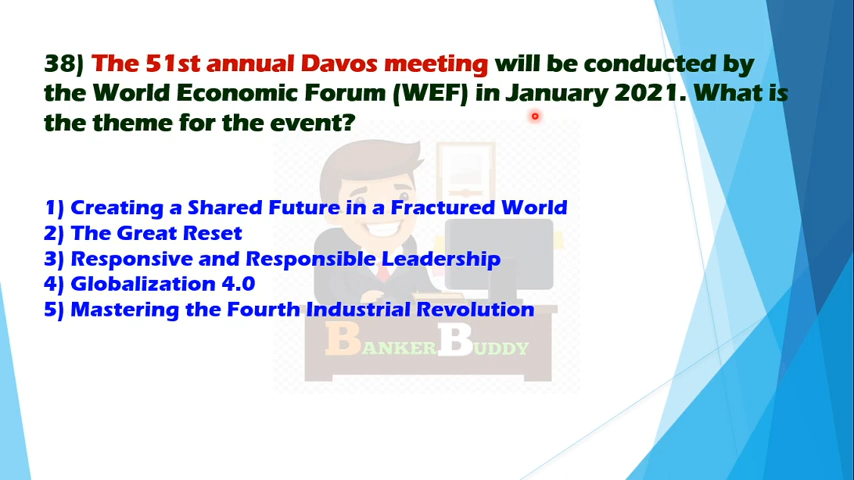 38) The 51st annual Davos meeting will be conducted by
the World Economic Forum (WEF) in January 2021. What is
the theme for the event?
1) Creating a Shared Future in a Fractured World
2) The Great Reset
3) Responsive and Responsible Leadership
4) Globalization 4.0
5) Mastering the Fourth Industrial Revolution
BANKER BUDDY